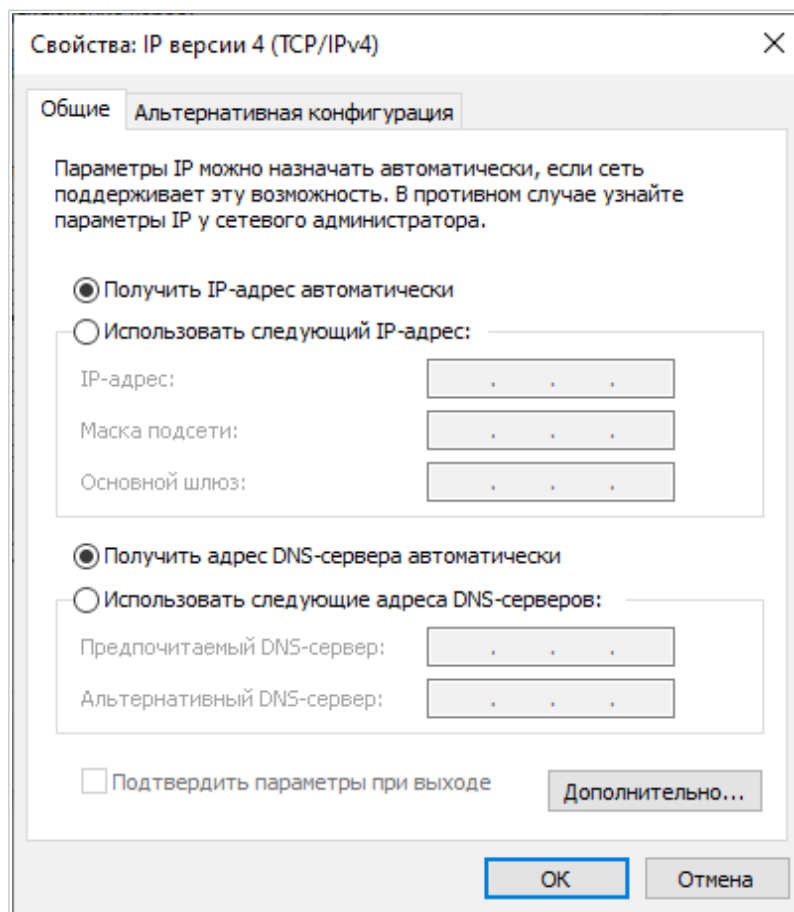 Свойства: IP версии 4 (TCP/IPv4)
Общие
Альтернативная конфигурация
Параметры IP можно назначать автоматически, если сеть
поддерживает эту возможность. В противном случае узнайте
параметры IP у сетевого администратора.
Получить IP-адрес автоматически
Использовать следующий IP-адрес:
IP-адрес:
Маска подсети:
Основной шлюз:
Получить адрес DNS-сервера автоматически
Использовать следующие адреса DNS-серверов:
Предпочитаемый DNS-сервер:
Альтернативный DNS-сервер:
Подтвердить параметры при выходе
Дополнительно...
ОК
Отмена